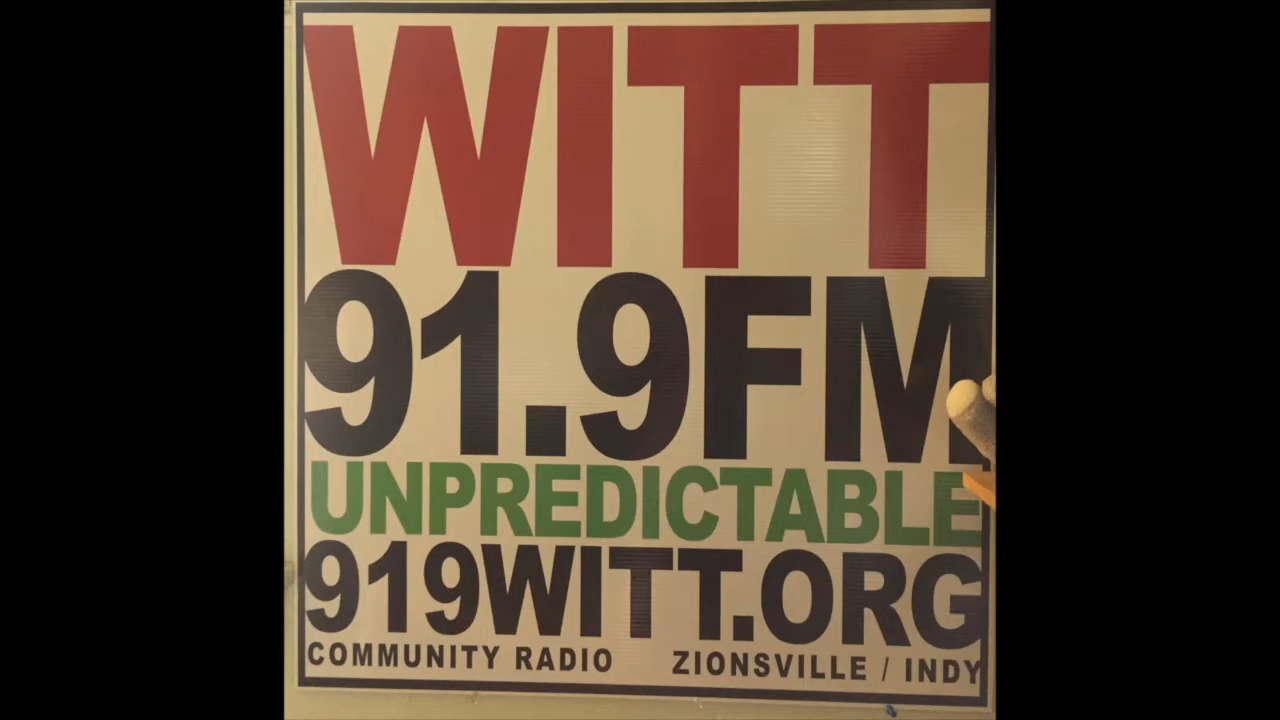 WITT
91.9FM
UNPREDICTABLE
919WITT.ORG
COMMUNITY RADIO ZIONSVILLE / INDY